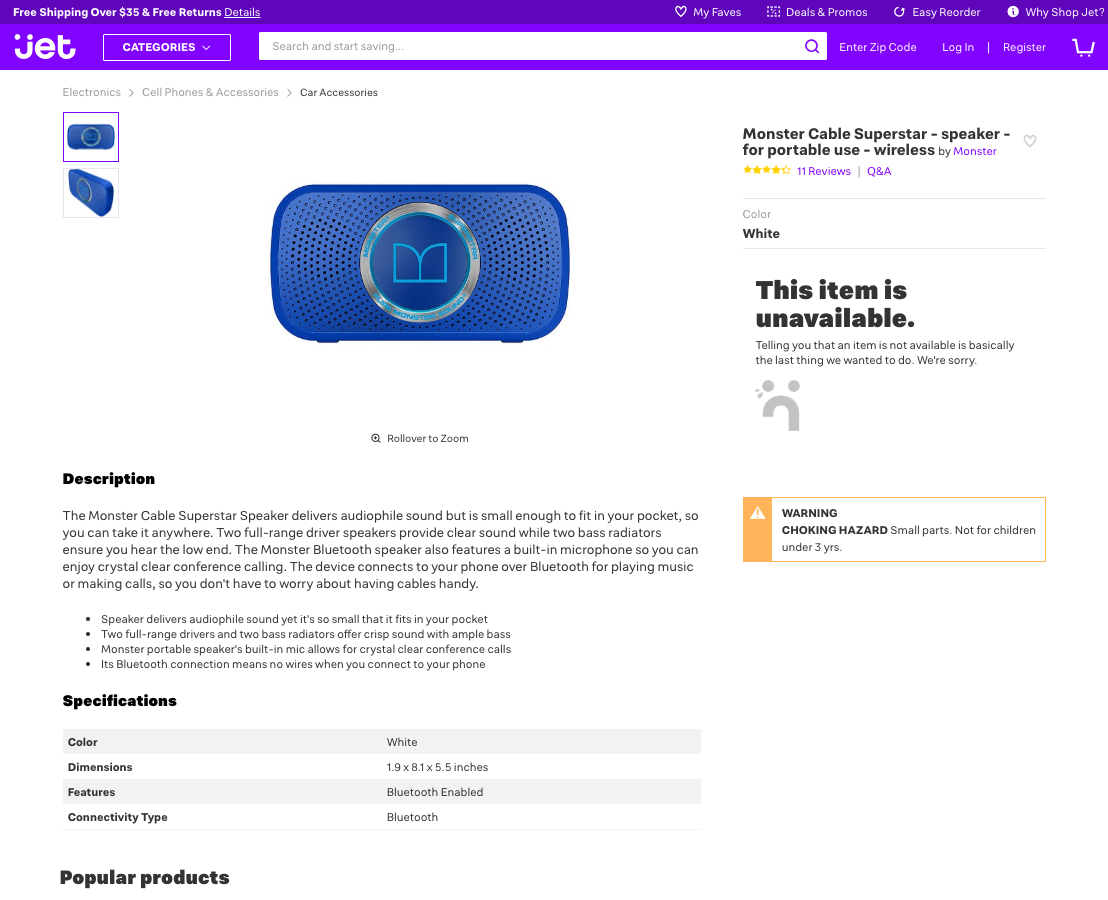 Free Shipping Over $35 & Free Returns Details
My Faves
Deals & Promos
Easy Reorder
Why Shop Jet?
jet
CATEGORIES
Search and start saving...
Enter Zip Code
Log In | Register
Electronics > Cell Phones & Accessories > Car Accessories
Monster Cable Superstar - speaker -
for portable use - wireless by Monster
11 Reviews | Q&A
Color
White
This item is
unavailable.
Telling you that an item is not available is basically
the last thing we wanted to do. We're sorry.
MONSTER
Rollover to Zoom
WARNING
CHOKING HAZARD Small parts. Not for children
under 3 yrs.
Description
The Monster Cable Superstar Speaker delivers audiophile sound but is small enough to fit in your pocket, so
you can take it anywhere. Two full-range driver speakers provide clear sound while two bass radiators
ensure you hear the low end. The Monster Bluetooth speaker also features a built-in microphone so you can
enjoy crystal clear conference calling. The device connects to your phone over Bluetooth for playing music
or making calls, so you don't have to worry about having cables handy.
• Speaker delivers audiophile sound yet it's so small that it fits in your pocket
• Two full-range drivers and two bass radiators offer crisp sound with ample bass
• Monster portable speaker's built-in mic allows for crystal clear conference calls
• Its Bluetooth connection means no wires when you connect to your phone
Specifications
Color White
Dimensions 1.9 x 8.1 x 5.5 inches
Features Bluetooth Enabled
Connectivity Type Bluetooth
Popular products